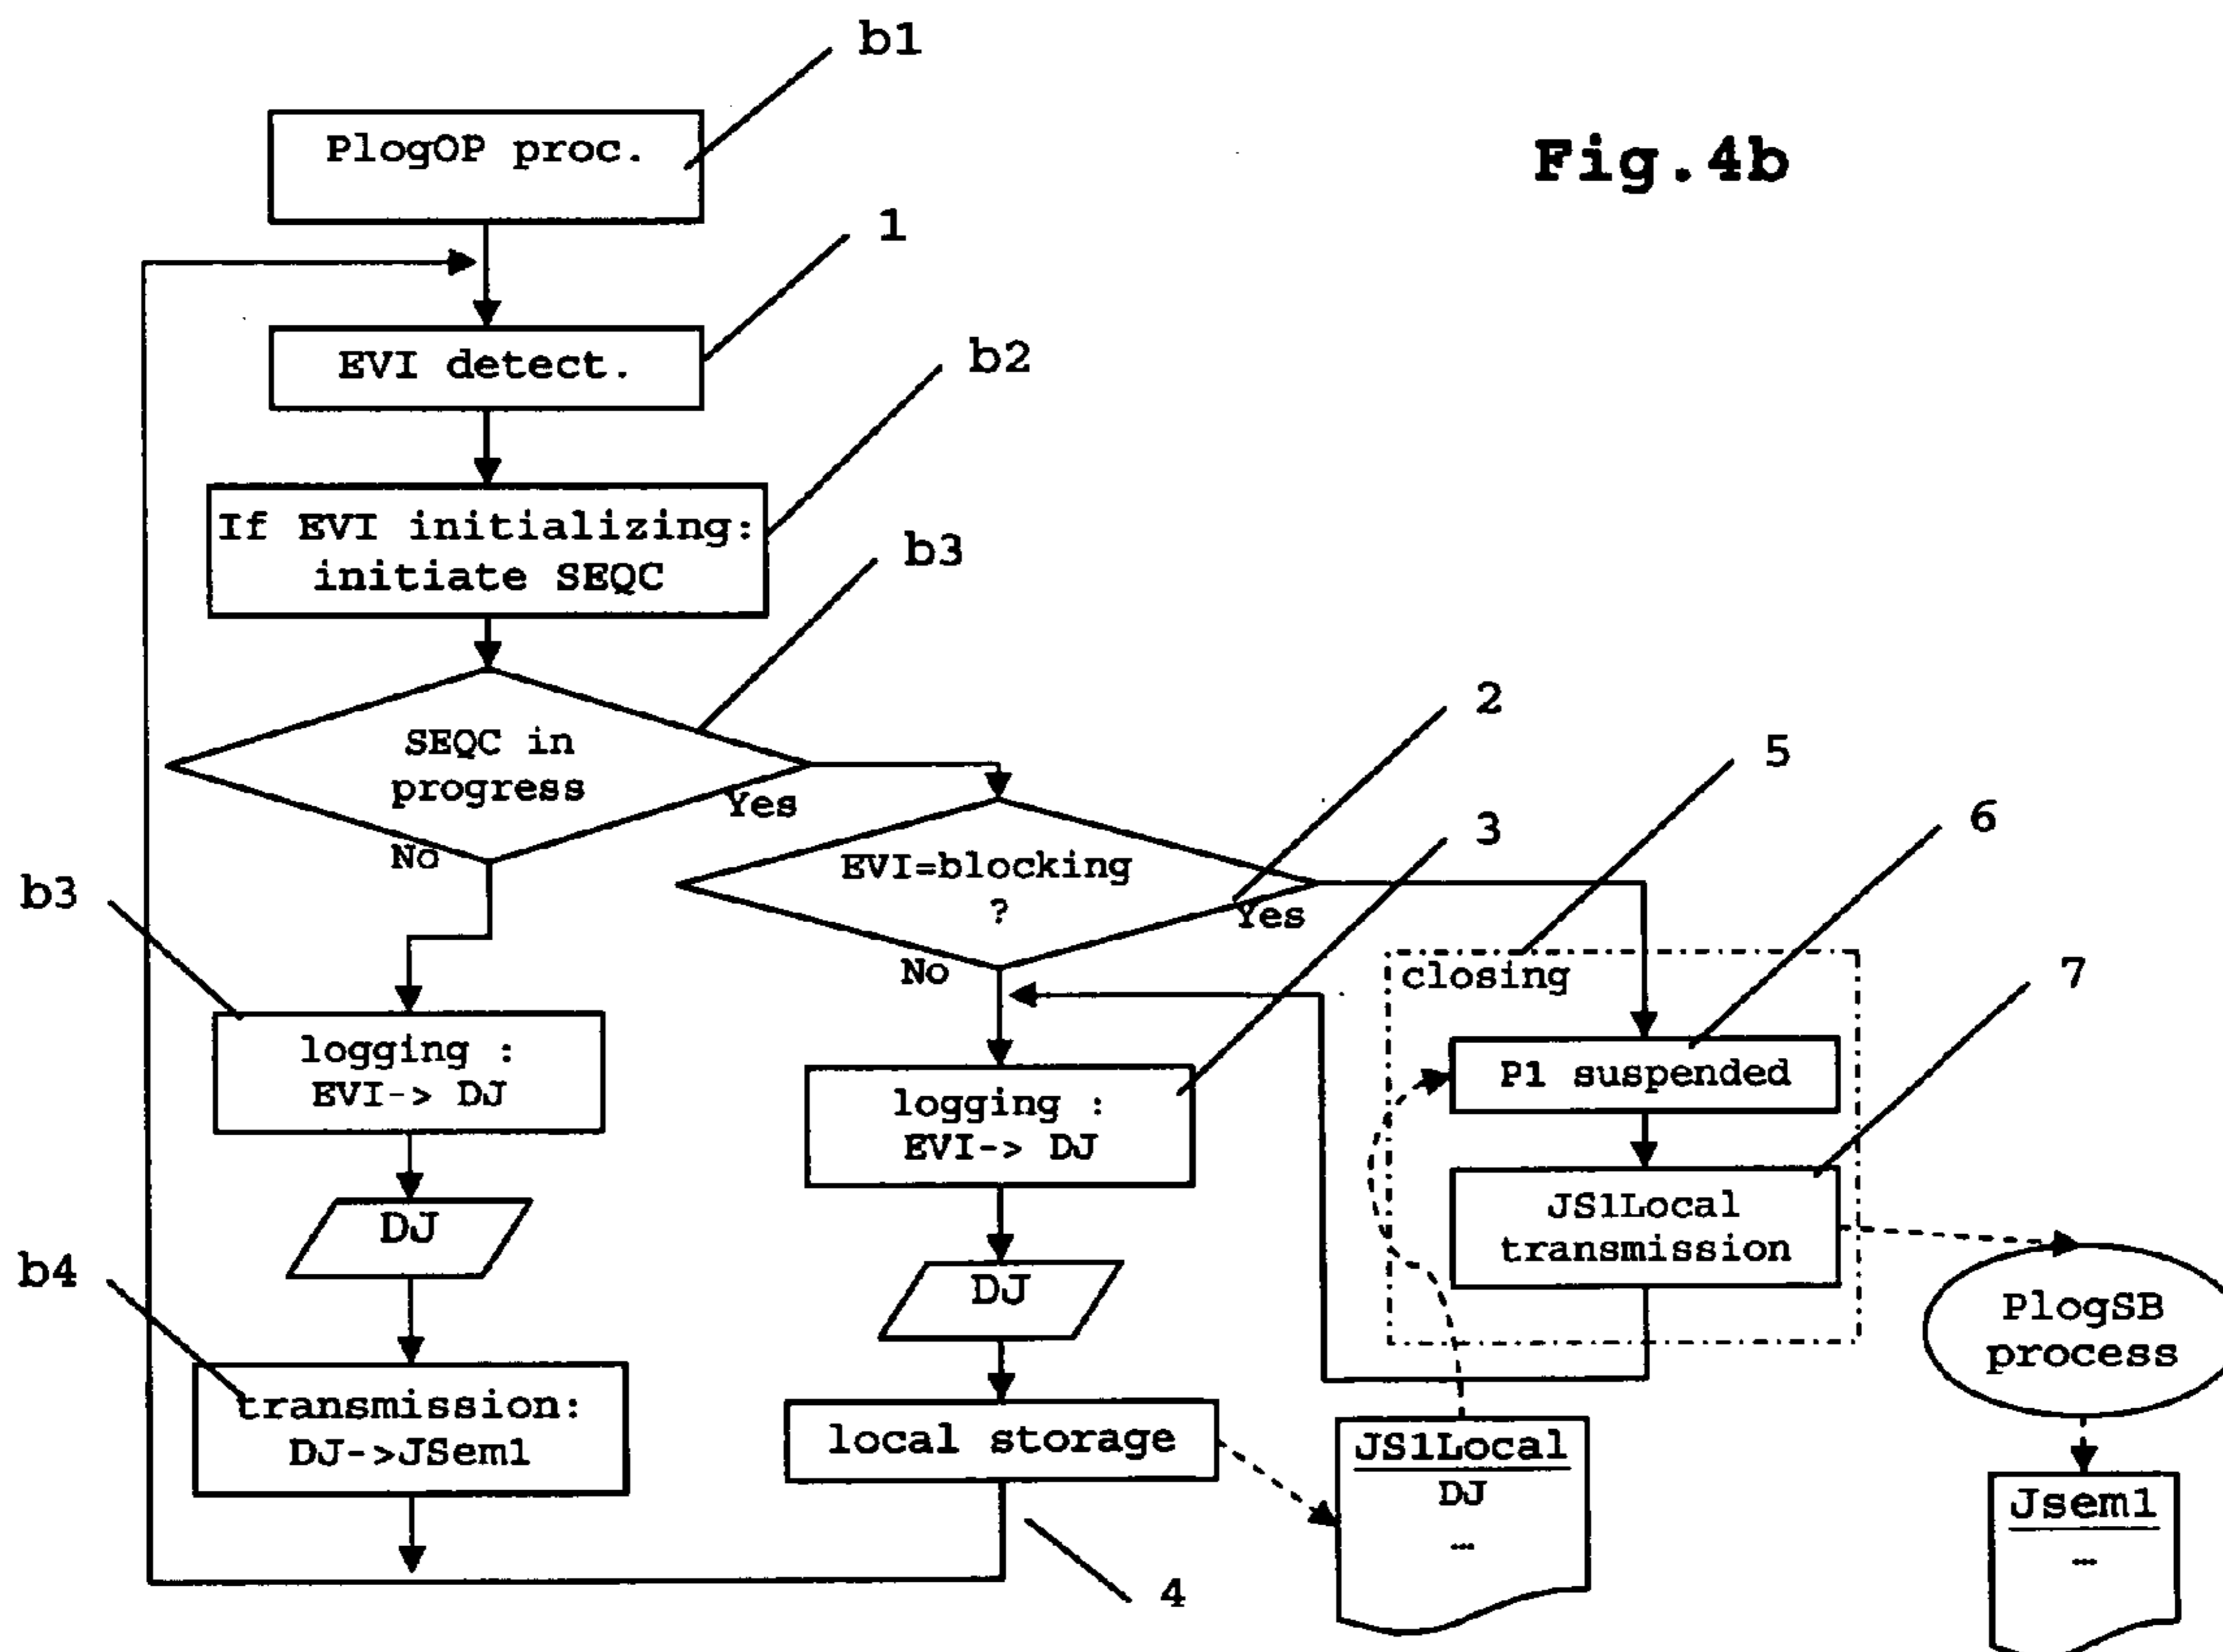 b1
PlogOP proc.
Fig.4b
1
EVI detect.
b2
If EVI initializing:
initiate SEQC
b3
SEQC in
progress
Yes
No
2
EVI=blocking
?
Yes
No
5
6
3
7
closing
P1 suspended
JS1Local
transmission
b3
logging :
EVI-> DJ
DJ
b4
transmission:
DJ->JSem1
logging :
EVI-> DJ
DJ
local storage
4
JS1Local
DJ
…
PlogSB
process
Jsem1
…